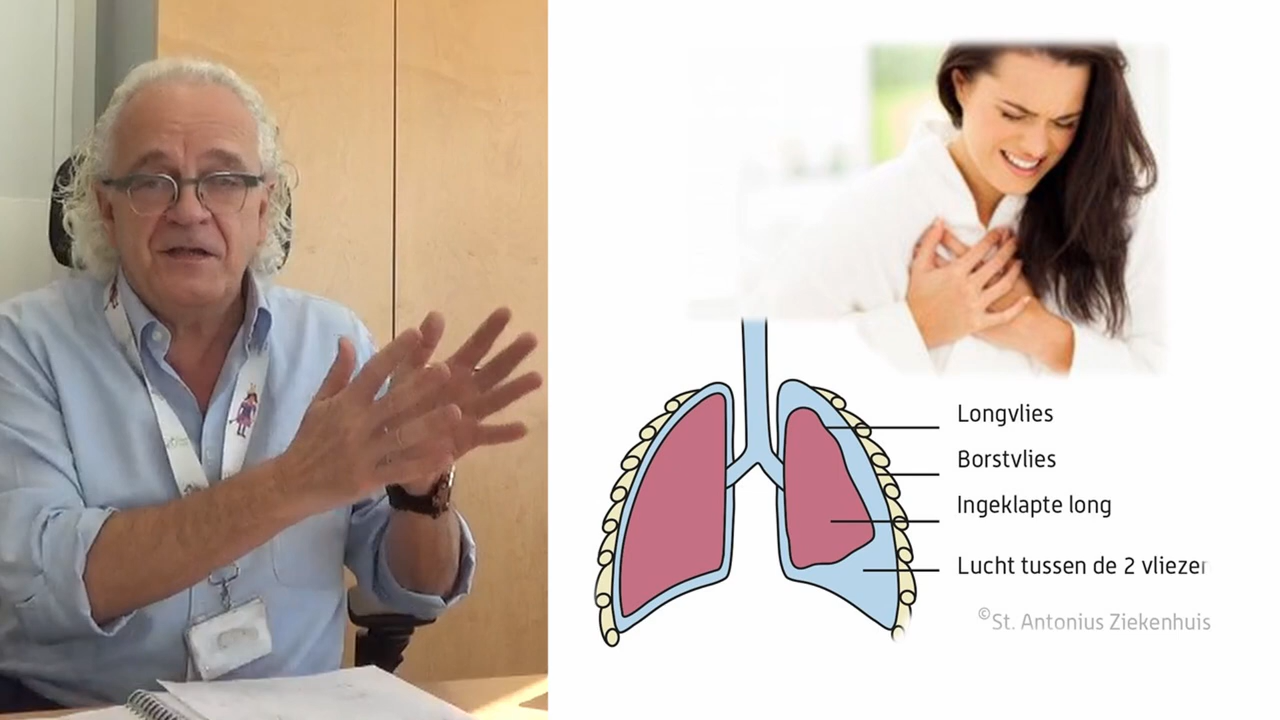 Longvlies
Borstvlies
Ingeklapte long
Lucht tussen de 2 vliezen
©St. Antonius Ziekenhuis